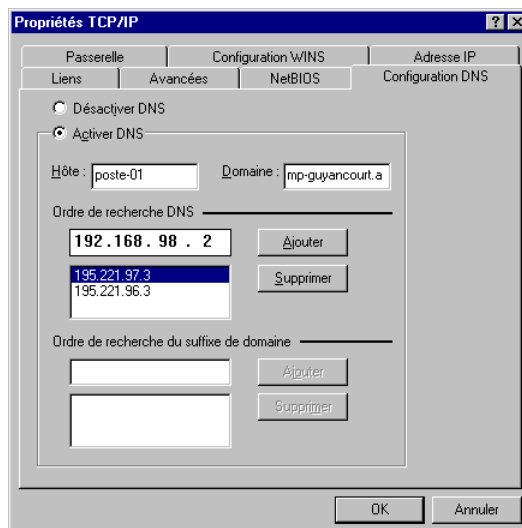 Propriétés TCP/IP
Passerelle Configuration WINS Adresse IP
Liens Avancées NetBIOS Configuration DNS
Désactiver DNS
Activer DNS
Hôte : poste-01 Domaine : mp-guyancourt.a
Ordre de recherche DNS
192.168. 98 . 2 Ajouter
195.221.97.3 Supprimer
195.221.96.3
Ordre de recherche du suffixe de domaine
Ajouter
Supprimer
OK Annuler